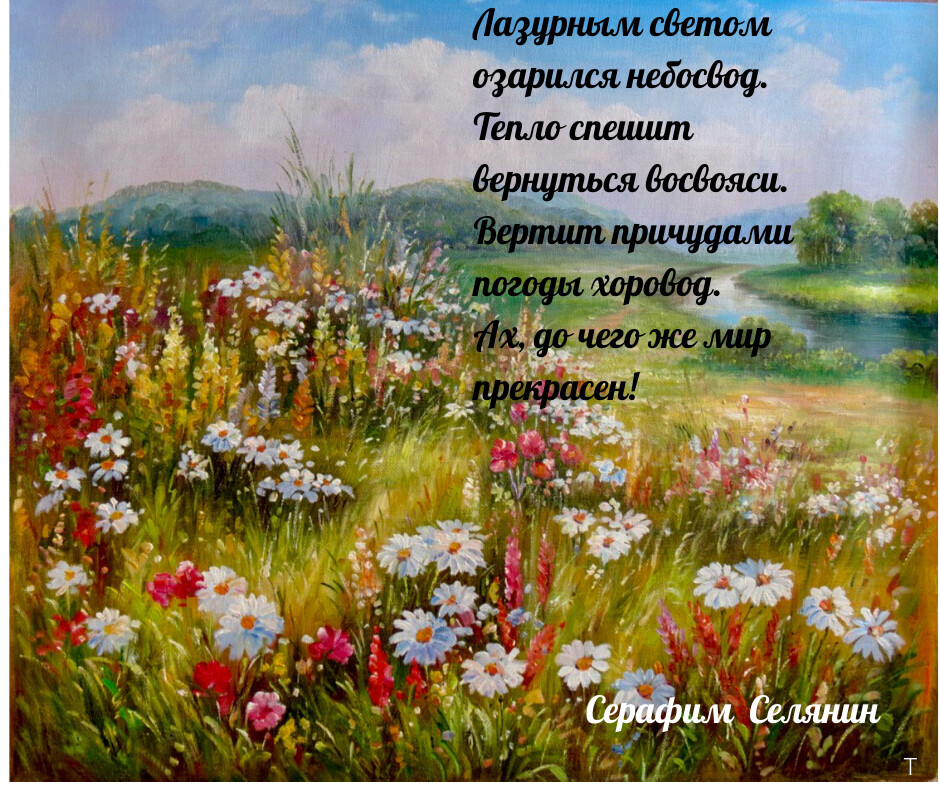 Лазурным светом
озарился небосвод.
Тепло спешит
вернуться восвояси.
Вертит причудами
погоды хоровод.
Ах, до чего же мир
прекрасен!
Серафим Селянин
T